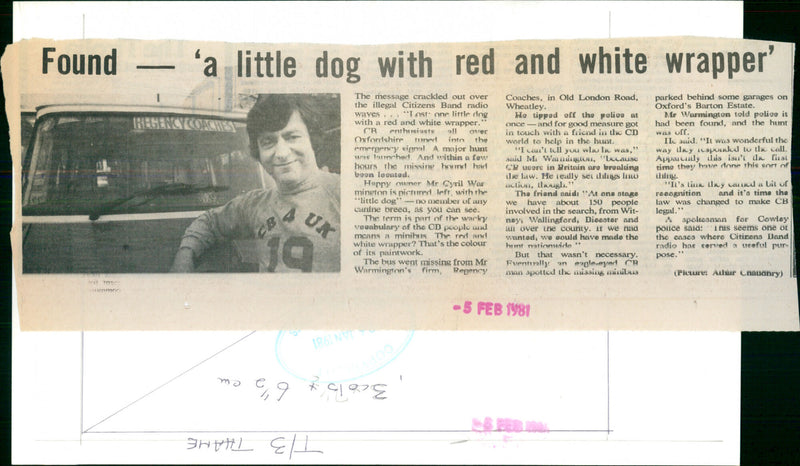 Found — 'a little dog with red and white wrapper'
REGENCY COACHES
CB 4 UK
19
The message crackled out over
the illegal Citizens Band radio
waves . . . "Lost: one little dog
with a red and white wrapper."
CB enthusiasts all over
Oxfordshire tuned into the
emergency signal. A major hunt
was launched. And within a few
hours the missing hound had
been located.
Happy owner Mr Cyril War-
mington is pictured, left, with the
"little dog" — no member of any
canine breed, as you can see.
The term is part of the wacky
vocabulary of the CB people and
means a minibus. The red and
white wrapper? That's the colour
of its paintwork.
The bus went missing from Mr
Warmington's firm, Regency
Coaches, in Old London Road,
Wheatley.
He tipped off the police at
once — and for good measure got
in touch with a friend in the CB
world to help in the hunt.
"I can't tell you who he was,"
said Mr Warmington, "because
CB users in Britain are breaking
the law. He really set things into
action, though."
The friend said: "At one stage
we have about 150 people
involved in the search, from Wit-
ney, Wallingford, Bicester and
all over the county. If we had
wanted, we could have made the
hunt nationwide."
But that wasn't necessary.
Eventually an eagle-eyed CB
man spotted the missing minibus
parked behind some garages on
Oxford's Barton Estate.
Mr Warmington told police it
had been found, and the hunt
was off.
He said: "It was wonderful the
way they responded to the call.
Apparently this isn't the first
time they have done this sort of
thing.
"It's time they earned a bit of
recognition — and it's time the
law was changed to make CB
legal."
A spokesman for Cowley
police said: "This seems one of
the cases where Citizens Band
radio has served a useful pur-
pose."
(Picture: Athar Chaudhry)
-5 FEB 1981
JAN 1981
3 cols x 6½ cm
-5 FEB 1981
T/3 THAME